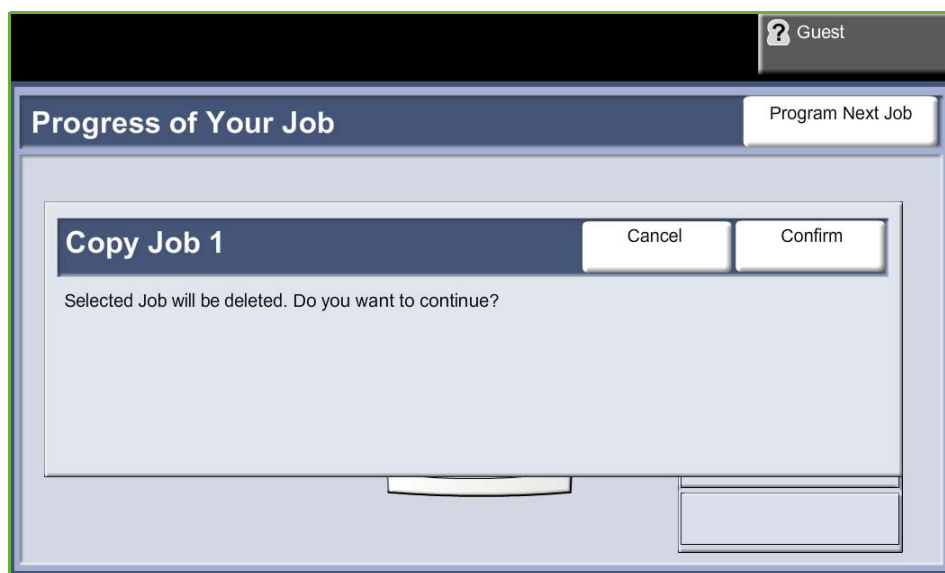 Guest
Progress of Your Job
Program Next Job
Copy Job 1
Cancel
Confirm
Selected Job will be deleted. Do you want to continue?